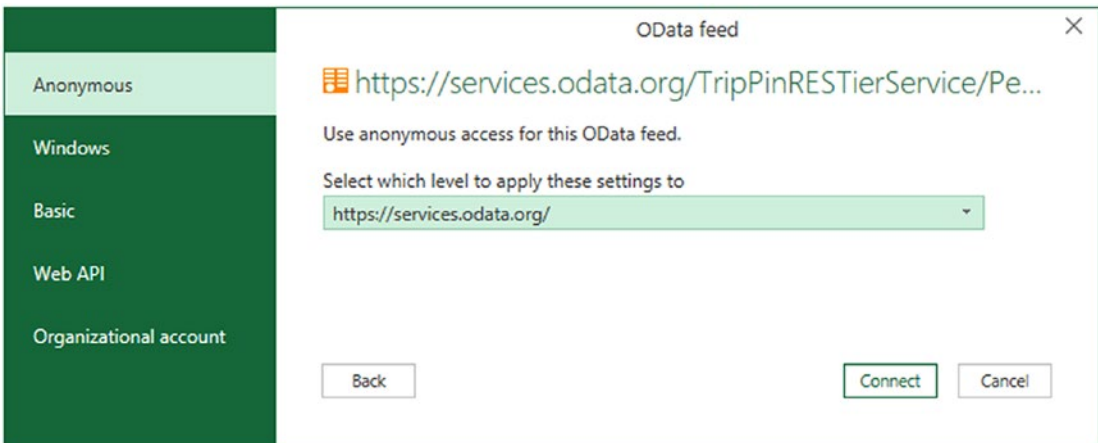 OData feed
Anonymous
Windows
Basic
Web API
Organizational account
https://services.odata.org/TripPinRESTierService/Pe...
Use anonymous access for this OData feed.
Select which level to apply these settings to
https://services.odata.org/
Back
Connect
Cancel